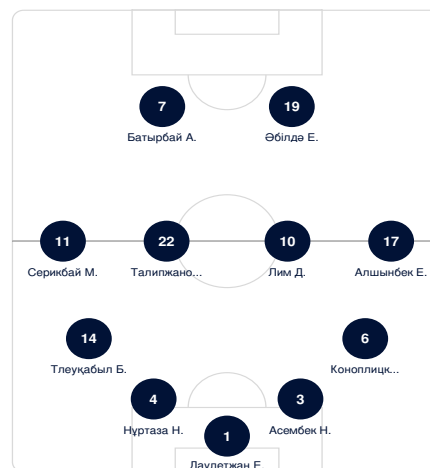 7 19
Батырбай А. Әбілдә Е.
11 22 10 17
Серикбай М. Талипжано... Лим Д. Алшынбек Е.
14 6
Тлеуқабыл Б. Коноплицк...
4 3
Нұртаза Н. Асембек Н.
1
Даулетжан Е.